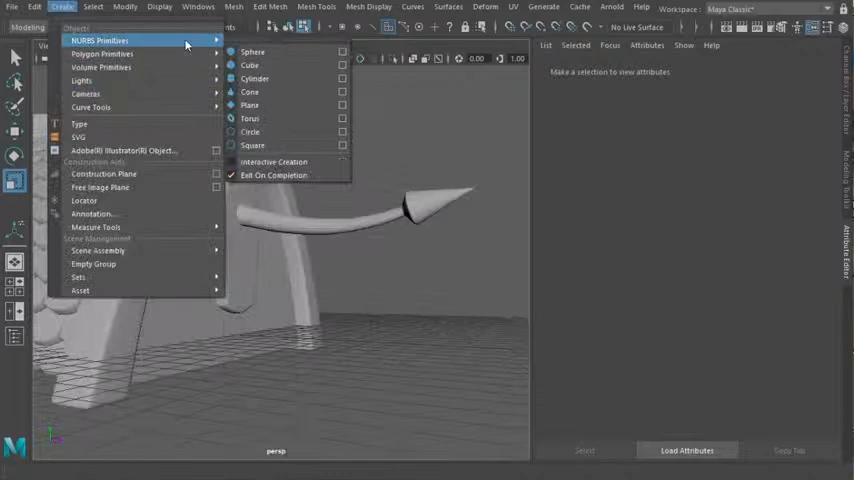 File Edit Create Select Modify Display Windows Mesh Edit Mesh Mesh Tools Mesh Display Curves Surfaces Deform UV Generate Cache Workspace: Maya Classic*
Modeling No Live Surface
0.00 1.00
Objects
NURBS Primitives
Polygon Primitives
Volume Primitives
Lights
Cameras
Curve Tools
Type
SVG
Adobe(R) Illustrator(R) Object...
Construction Aids
Construction Plane
Free Image Plane
Locator
Annotation...
Measure Tools
Scene Management
Scene Assembly
Empty Group
Sets
Asset
Sphere
Cube
Cylinder
Cone
Plane
Torus
Circle
Square
Interactive Creation
Exit On Completion
List Selected Focus Attributes Show Help
Make a selection to view attributes
Channel Box / Layer Editor
Modeling Toolkit
Attribute Editor
persp
Select Load Attributes Copy Tab